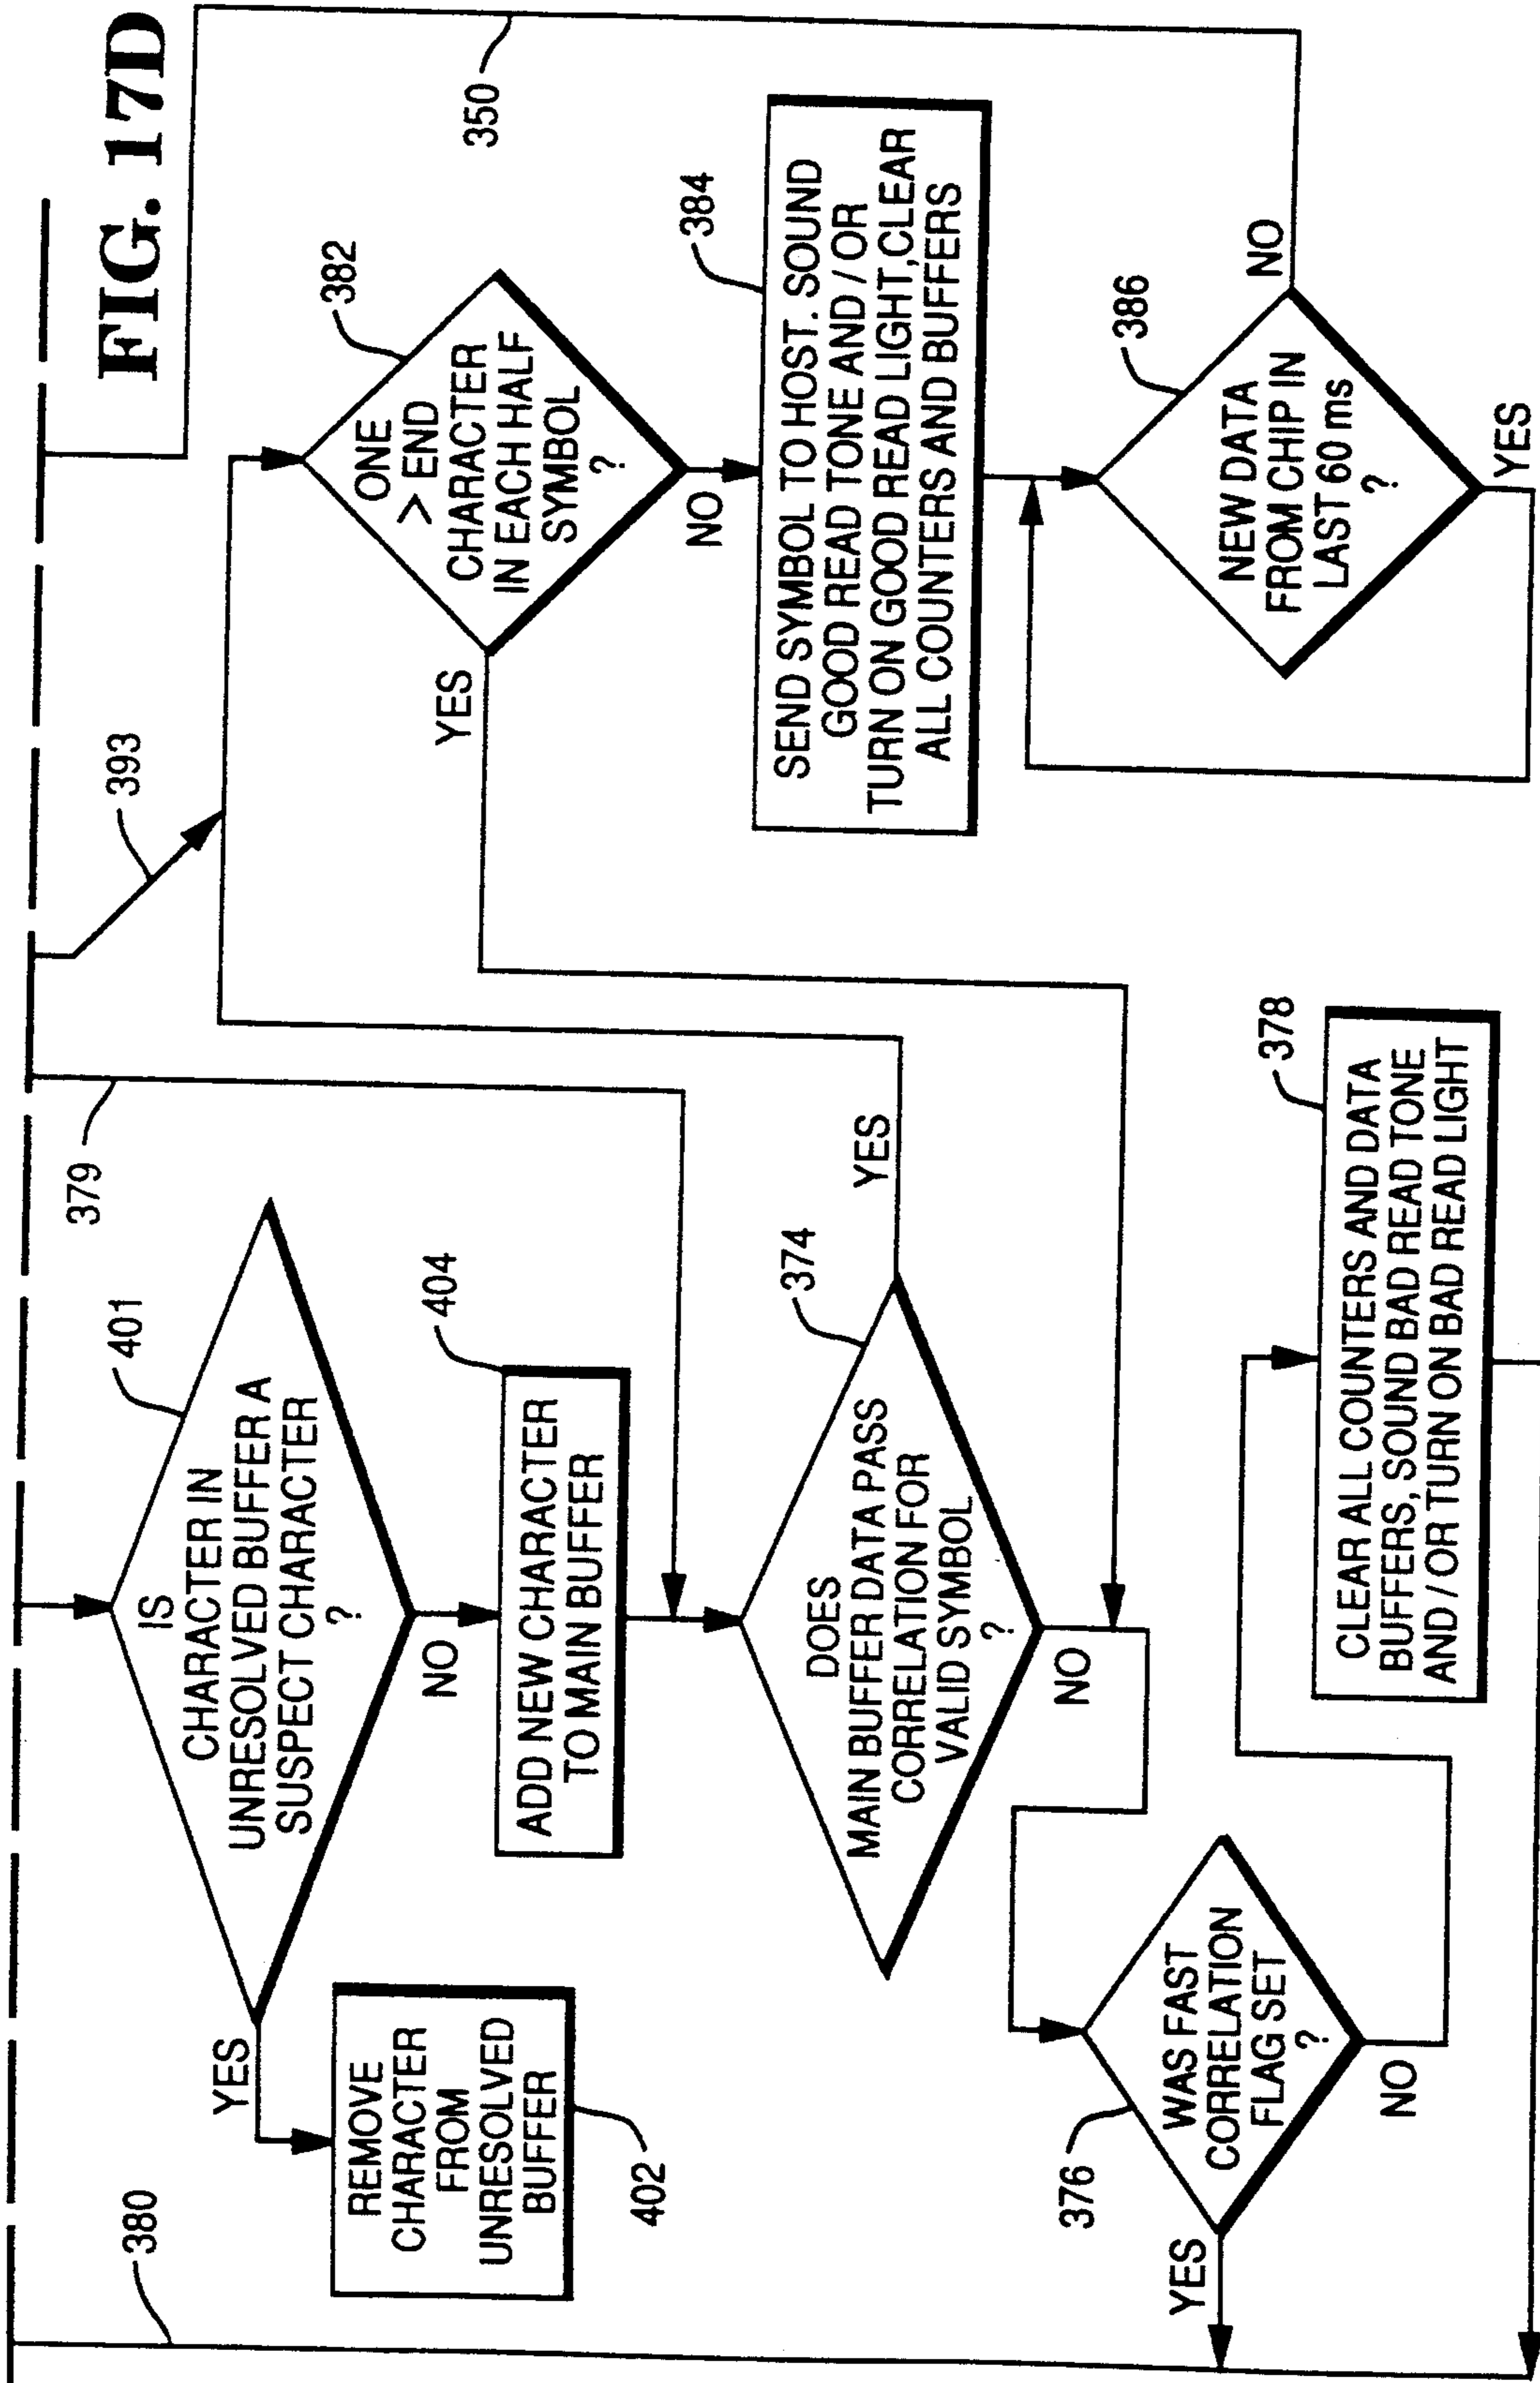 FIG. 17D
380
401
IS
CHARACTER IN
UNRESOLVED BUFFER A
SUSPECT CHARACTER
?
YES
NO
REMOVE
CHARACTER
FROM
UNRESOLVED
BUFFER
402
404
ADD NEW CHARACTER
TO MAIN BUFFER
379
393
374
DOES
MAIN BUFFER DATA PASS
CORRELATION FOR
VALID SYMBOL
?
YES
NO
376
WAS FAST
CORRELATION
FLAG SET
?
YES
NO
378
CLEAR ALL COUNTERS AND DATA
BUFFERS, SOUND BAD READ TONE
AND / OR TURN ON BAD READ LIGHT
382
ONE
> END
CHARACTER
IN EACH HALF
SYMBOL
?
YES
NO
384
SEND SYMBOL TO HOST. SOUND
GOOD READ TONE AND / OR
TURN ON GOOD READ LIGHT,CLEAR
ALL COUNTERS AND BUFFERS
386
NEW DATA
FROM CHIP IN
LAST 60 ms
?
NO
YES
350